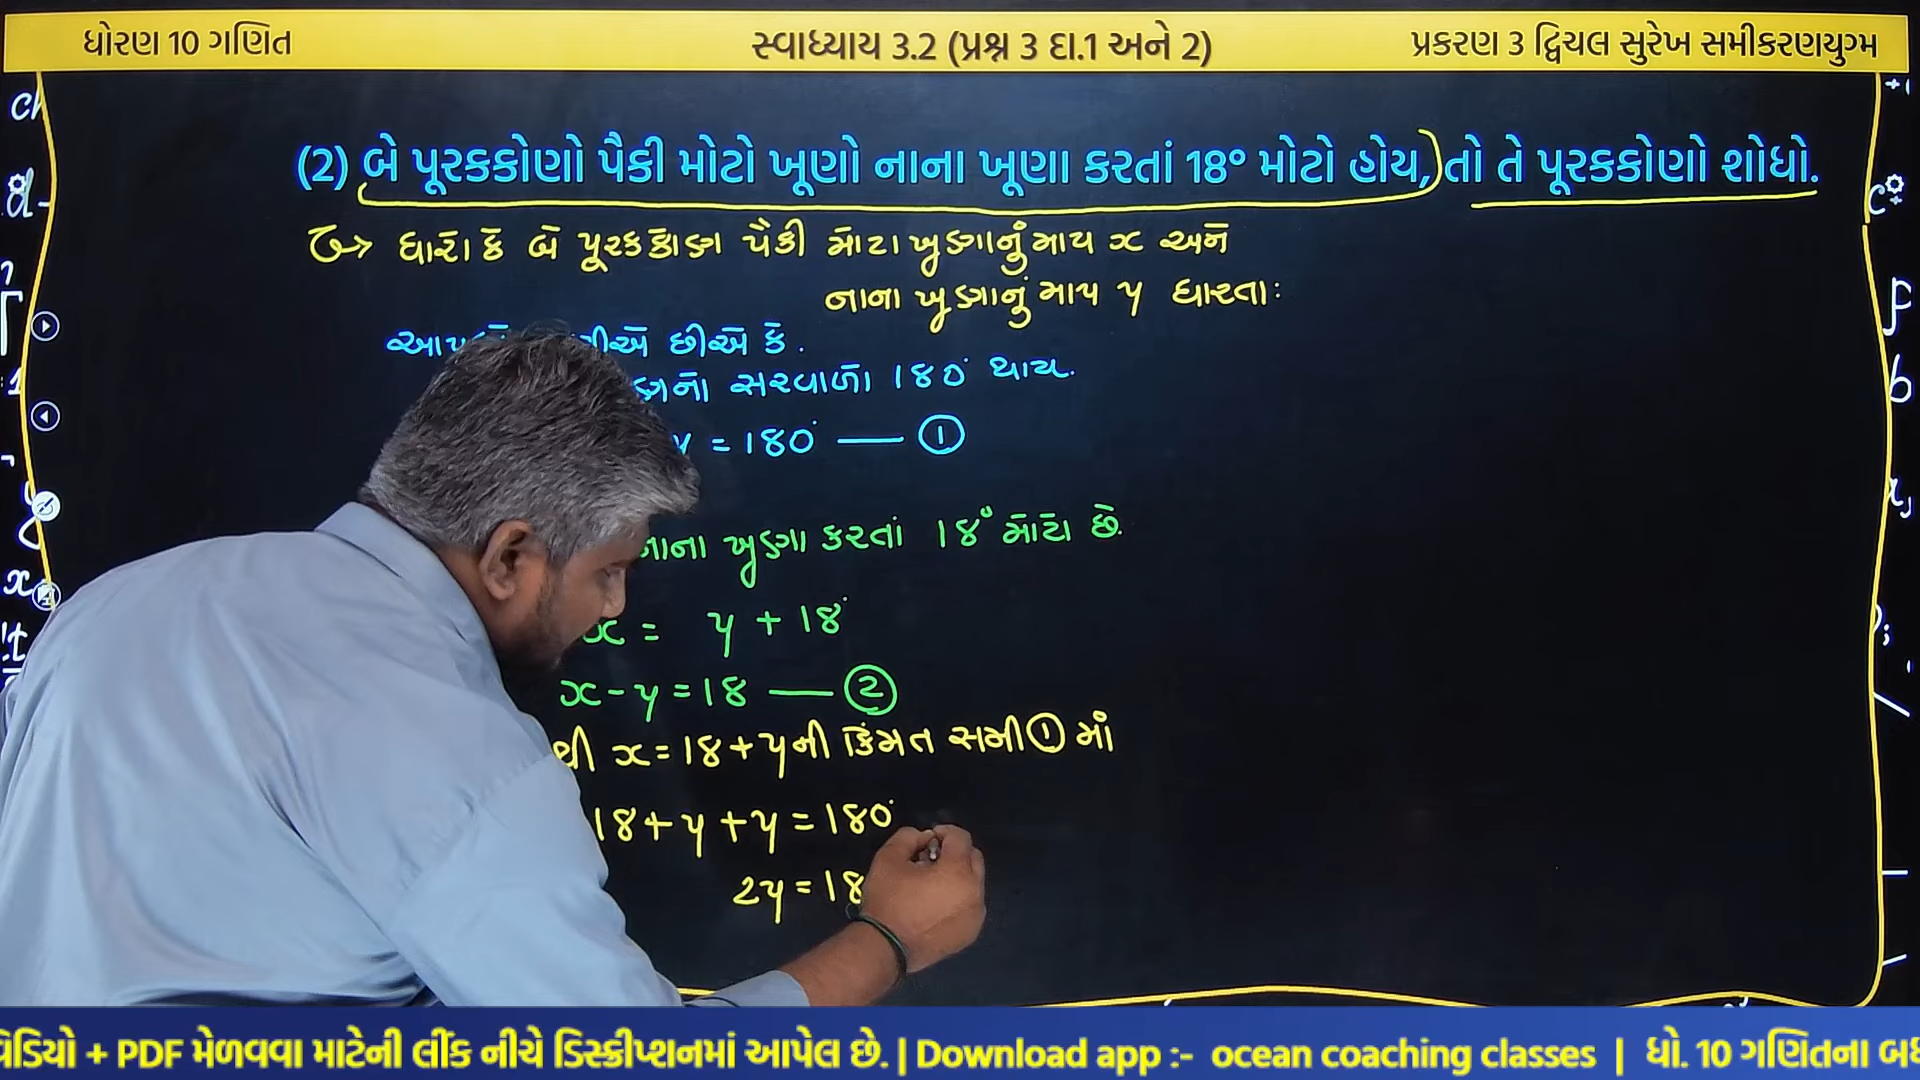 ધોરણ 10 ગણિત
સ્વાધ્યાય 3.2 (પ્રશ્ન 3 દા.1 અને 2)
પ્રકરણ 3 દ્વિચલ સુરેખ સમીકરણયુગ્મ
(2) બે પૂરકકોણો પૈકી મોટો ખૂણો નાના ખૂણા કરતાં 18° મોટો હોય, તો તે પૂરકકોણો શોધો.
ધારો કે બે પૂરકકોણ પૈકી મોટા ખૂણાનું માપ x અને
નાના ખૂણાનું માપ y ધારતા:
છીએ કે.
સરવાળો 180° થાય.
y = 180° —— ①
નાના ખૂણા કરતાં 18° મોટો છે.
x = y + 18°
x - y = 18 —— ②
થી x = 18 + y ની કિંમત સમી ① માં
18 + y + y = 180°
2y = 18
વિડિયો + PDF મેળવવા માટેની લીંક નીચે ડિસ્ક્રીપ્શનમાં આપેલ છે. | Download app :- ocean coaching classes | ધો. 10 ગણિતના